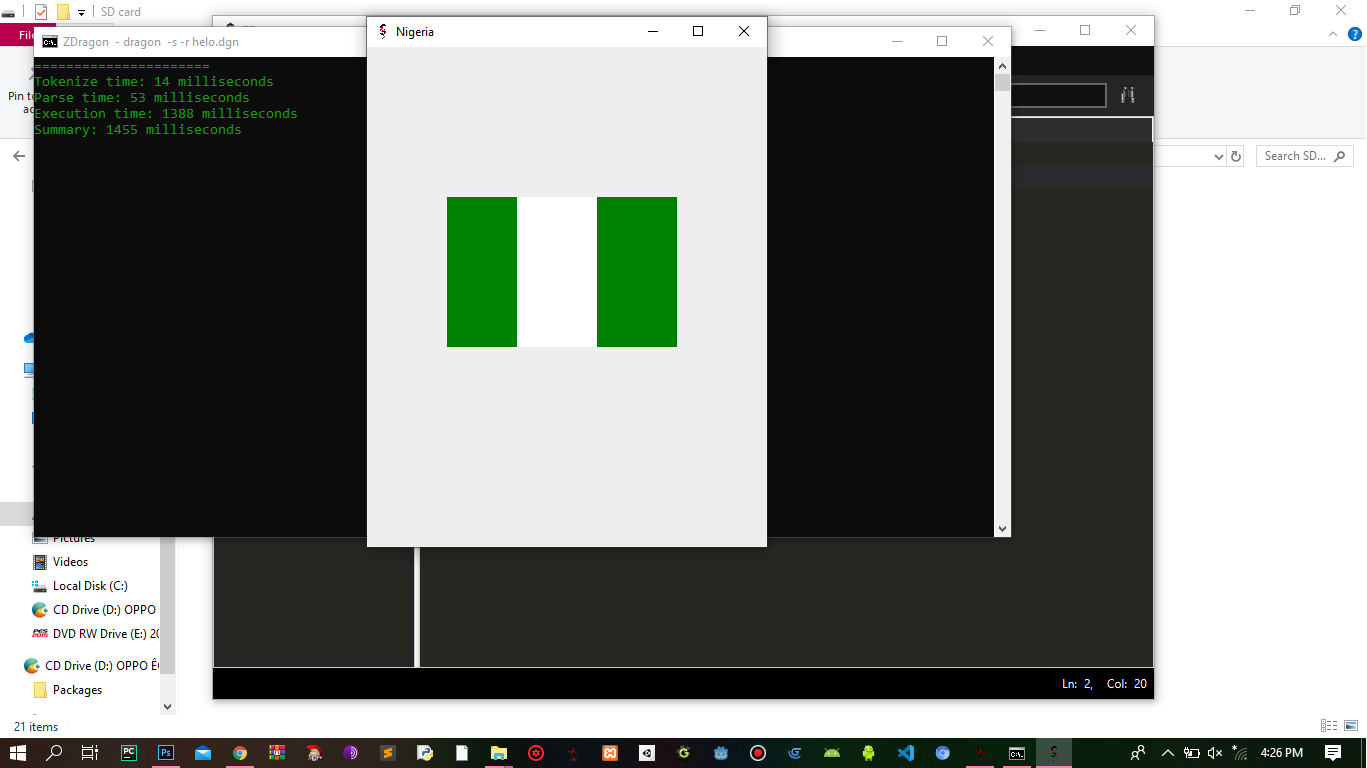 SD card
File
ZDragon - dragon -s -r helo.dgn
Nigeria
======================
Tokenize time: 14 milliseconds
Parse time: 53 milliseconds
Execution time: 1388 milliseconds
Summary: 1455 milliseconds
Pin to
Search SD...
Pictures
Videos
Local Disk (C:)
CD Drive (D:) OPPO
DVD RW Drive (E:) 20
CD Drive (D:) OPPO
Packages
Ln: 2, Col: 20
21 items
4:26 PM